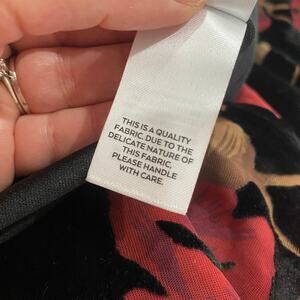 THIS IS A QUALITY
FABRIC. DUE TO THE
DELICATE NATURE OF
THIS FABRIC,
PLEASE HANDLE
WITH CARE.